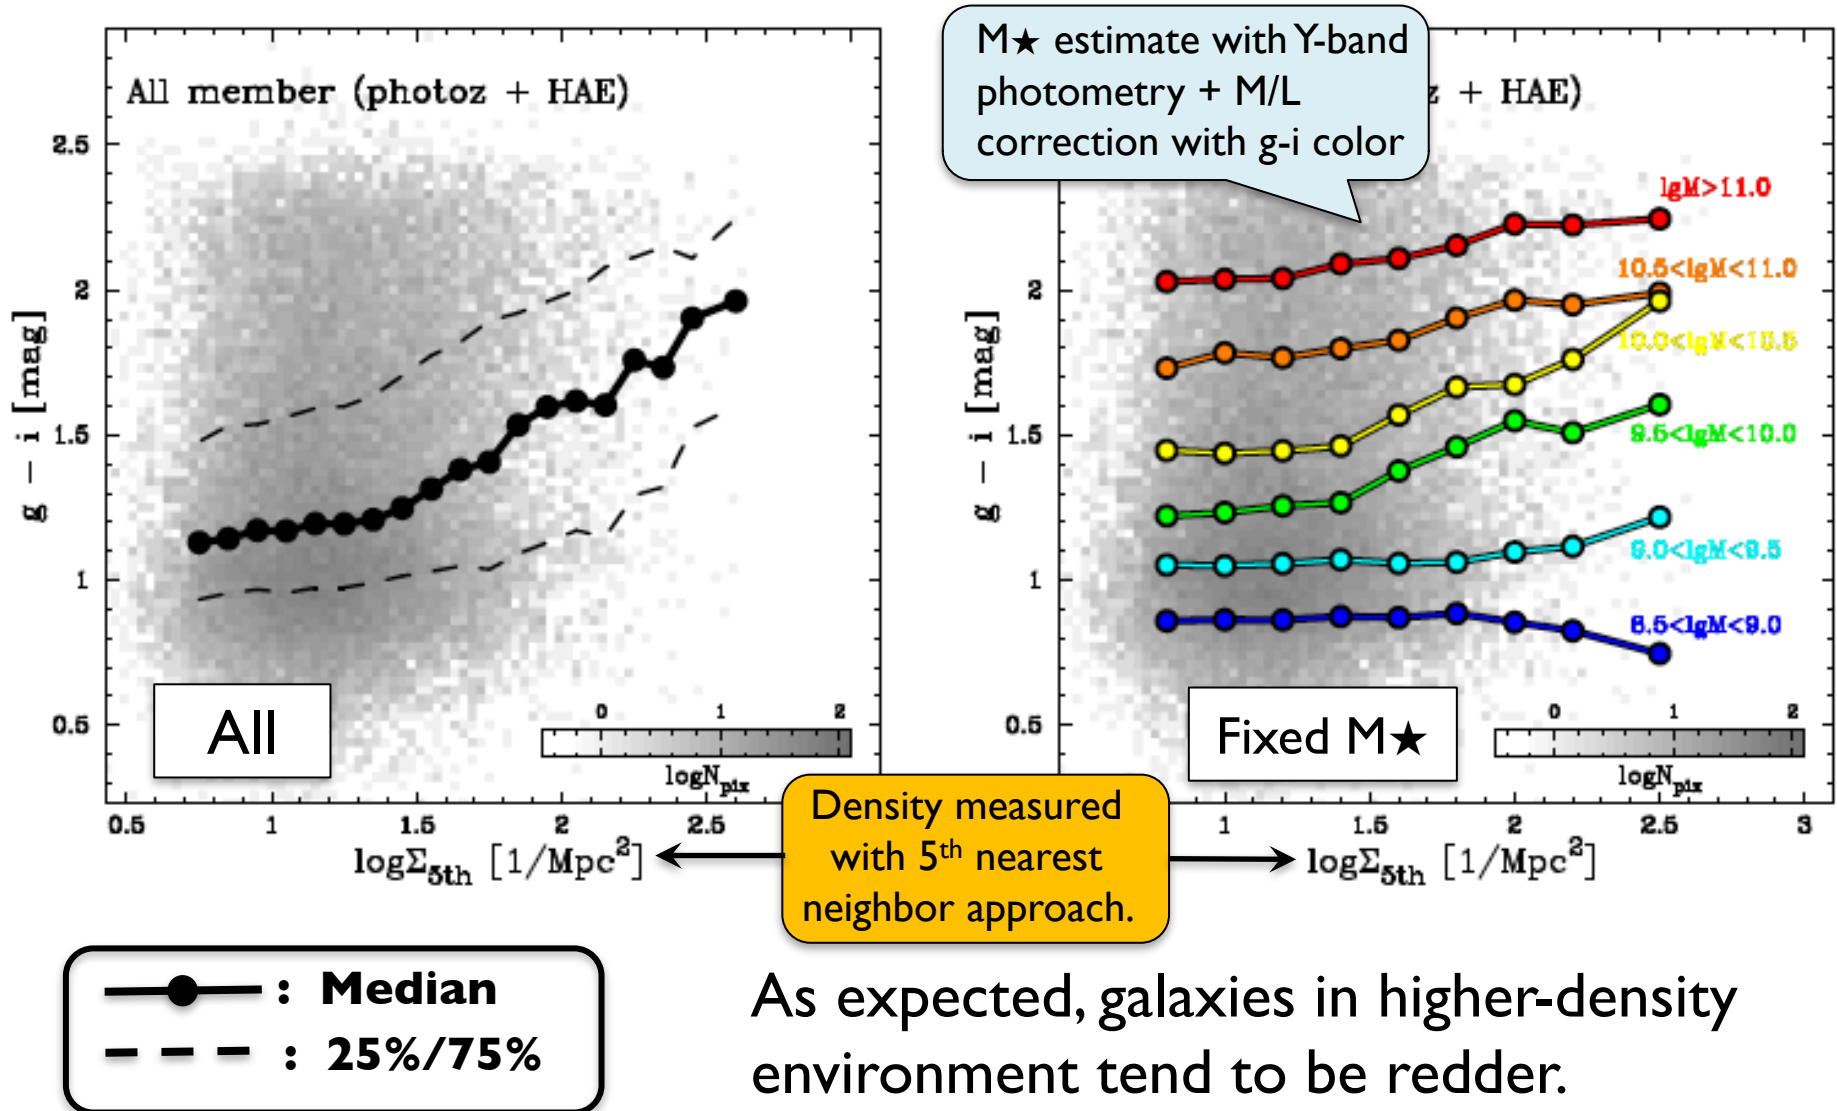 All member (photoz + HAE)
2.5
2
1.5
1
0.5
g - i [mag]
All
0 1 2
logN_pix
0.5 1 1.5 2 2.5
logΣ_5th [1/Mpc²]
M★ estimate with Y-band
photometry + M/L
correction with g-i color
z + HAE)
lgM>11.0
10.5<lgM<11.0
10.0<lgM<10.5
9.5<lgM<10.0
9.0<lgM<9.5
8.5<lgM<9.0
2
1.5
1
0.5
g - i [mag]
Fixed M★
0 1 2
logN_pix
1 1.5 2 2.5 3
logΣ_5th [1/Mpc²]
Density measured
with 5th nearest
neighbor approach.
: Median
: 25%/75%
As expected, galaxies in higher-density
environment tend to be redder.